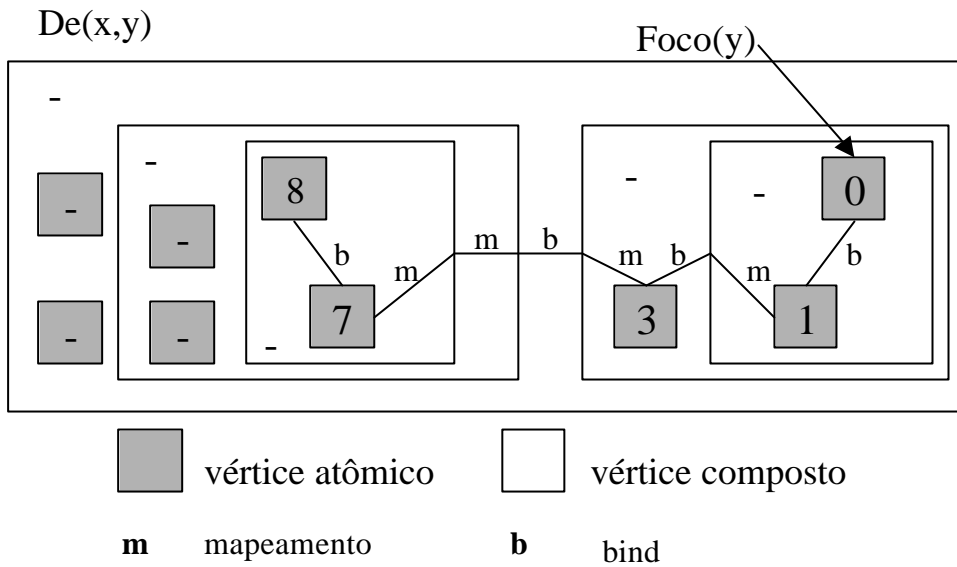 De(x,y)
Foco(y)
-
-
-
-
8
0
-
-
b
m
m
b
m
b
m
b
-
-
-
7
3
1
vértice atômico
vértice composto
m mapeamento
b bind